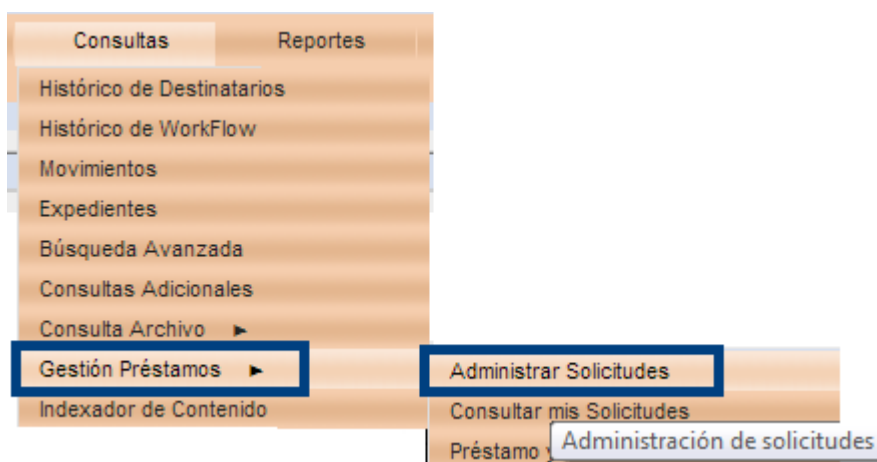 Consultas Reportes
Histórico de Destinatarios
Histórico de WorkFlow
Movimientos
Expedientes
Búsqueda Avanzada
Consultas Adicionales
Consulta Archivo ►
Gestión Préstamos ► Administrar Solicitudes
Indexador de Contenido Consultar mis Solicitudes
Préstamo y
Administración de solicitudes